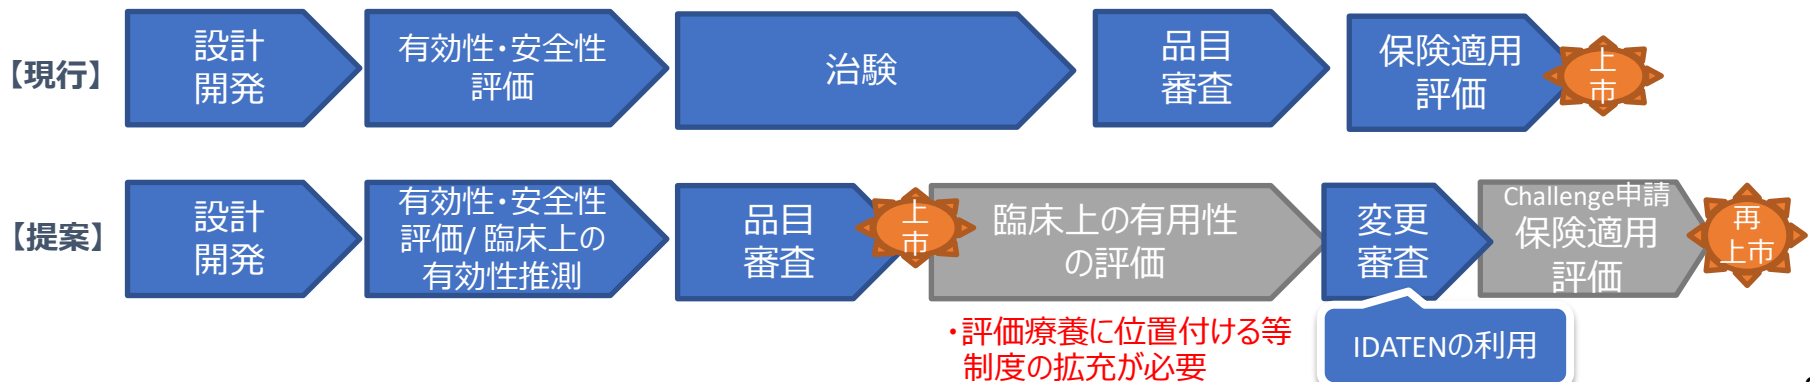 【現行】
設計
開発
有効性・安全性
評価
治験
品目
審査
保険適用
評価
上
市
【提案】
設計
開発
有効性・安全性
評価/ 臨床上の
有効性推測
品目
審査
上
市
臨床上の有用性
の評価
変更
審査
Challenge申請
保険適用
評価
再
上市
・評価療養に位置付ける等
制度の拡充が必要
IDATENの利用